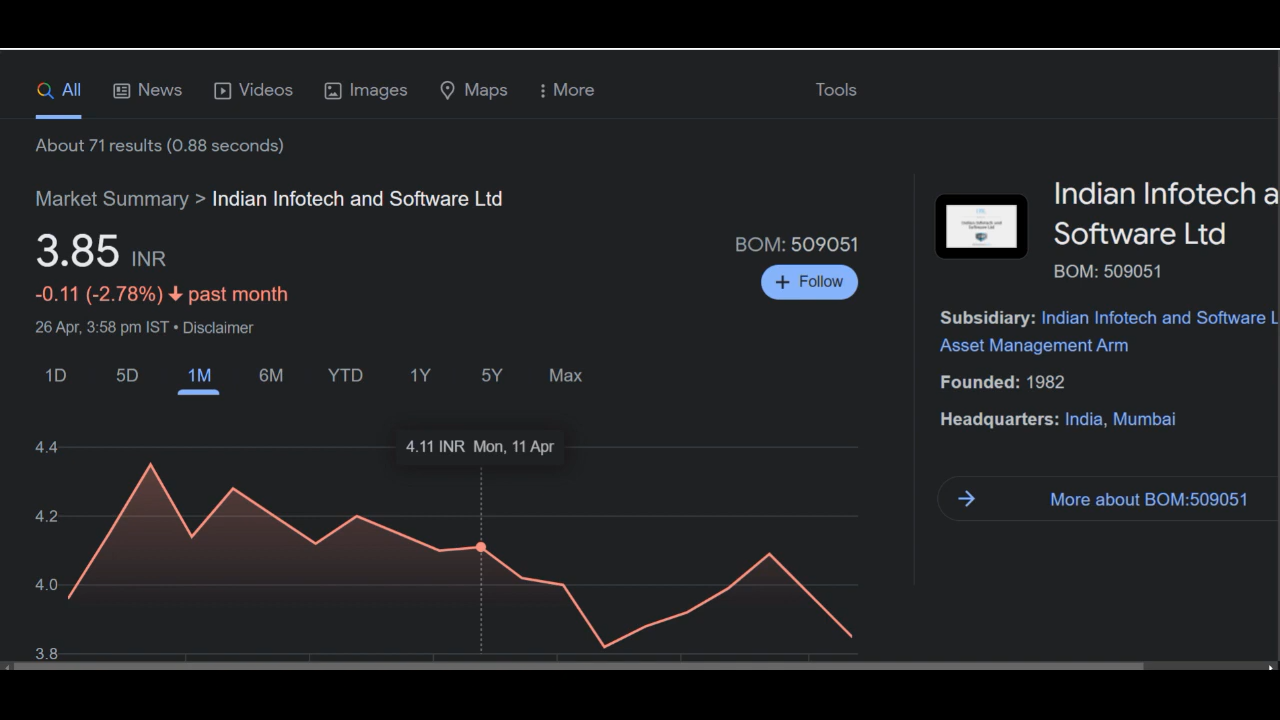 All News Videos Images Maps More Tools
About 71 results (0.88 seconds)
Market Summary > Indian Infotech and Software Ltd
3.85 INR
-0.11 (-2.78%) past month
26 Apr, 3:58 pm IST • Disclaimer
BOM: 509051
+ Follow
1D 5D 1M 6M YTD 1Y 5Y Max
4.11 INR Mon, 11 Apr
4.4
4.2
4.0
3.8
Indian Infotech a
Software Ltd
BOM: 509051
Subsidiary: Indian Infotech and Software L
Asset Management Arm
Founded: 1982
Headquarters: India, Mumbai
More about BOM:509051